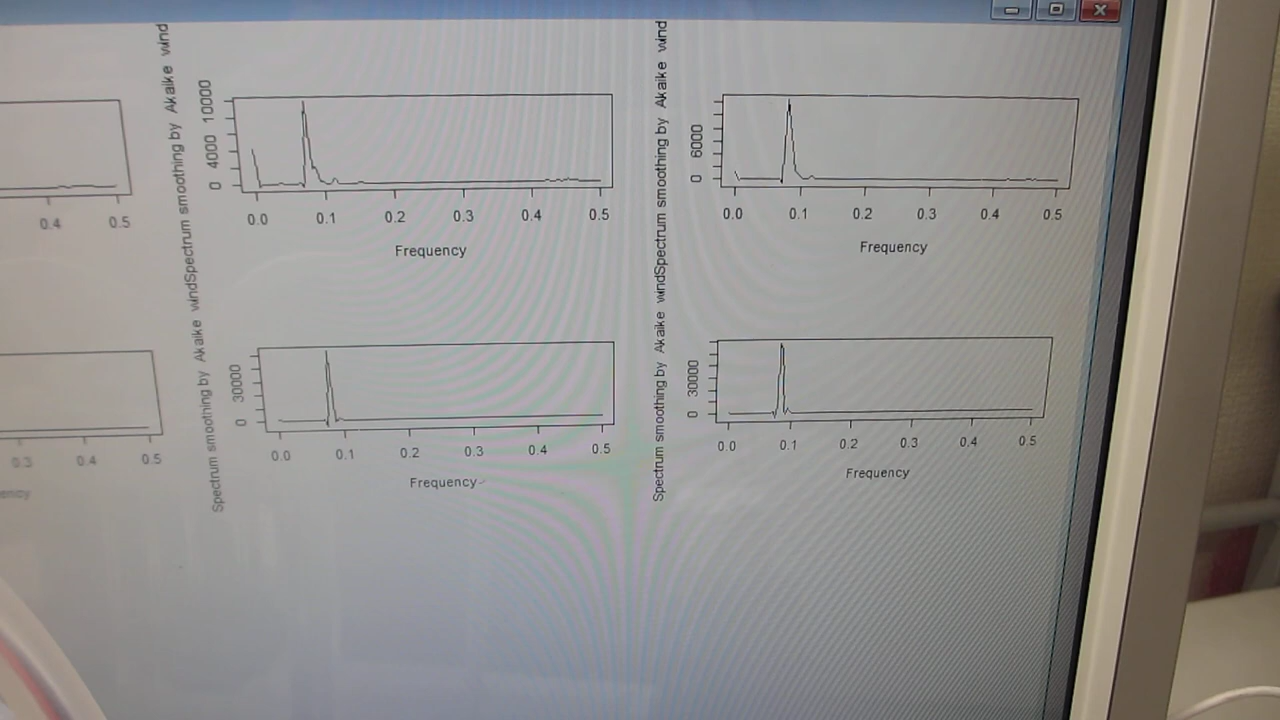 0.4 0.5
Spectrum smoothing by Akaike wind
0 4000 10000
0.0 0.1 0.2 0.3 0.4 0.5
Frequency
Spectrum smoothing by Akaike wind
0 6000
0.0 0.1 0.2 0.3 0.4 0.5
Frequency
0.3 0.4 0.5
ency
Spectrum smoothing by Akaike wind
0 30000
0.0 0.1 0.2 0.3 0.4 0.5
Frequency
Spectrum smoothing by Akaike wind
0 30000
0.0 0.1 0.2 0.3 0.4 0.5
Frequency